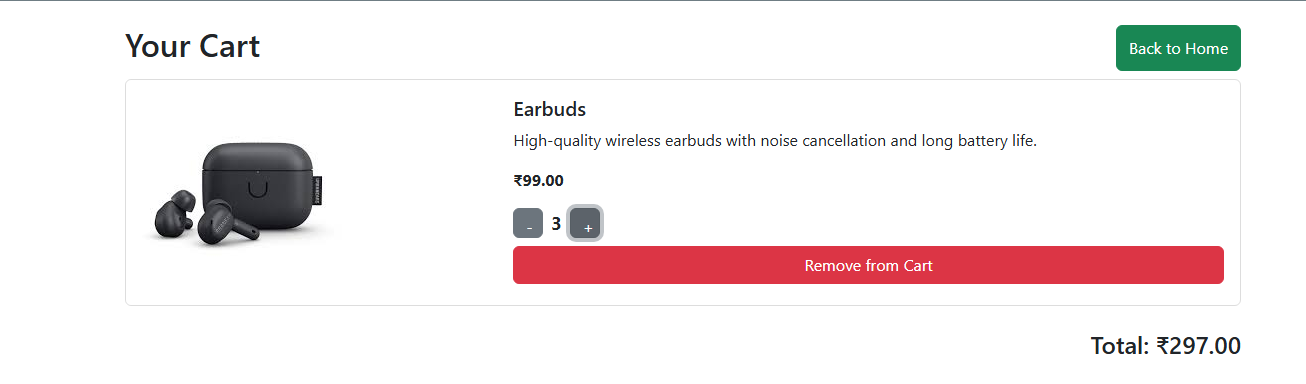 Your Cart
Back to Home
Earbuds
High-quality wireless earbuds with noise cancellation and long battery life.
₹99.00
- 3 +
Remove from Cart
Total: ₹297.00